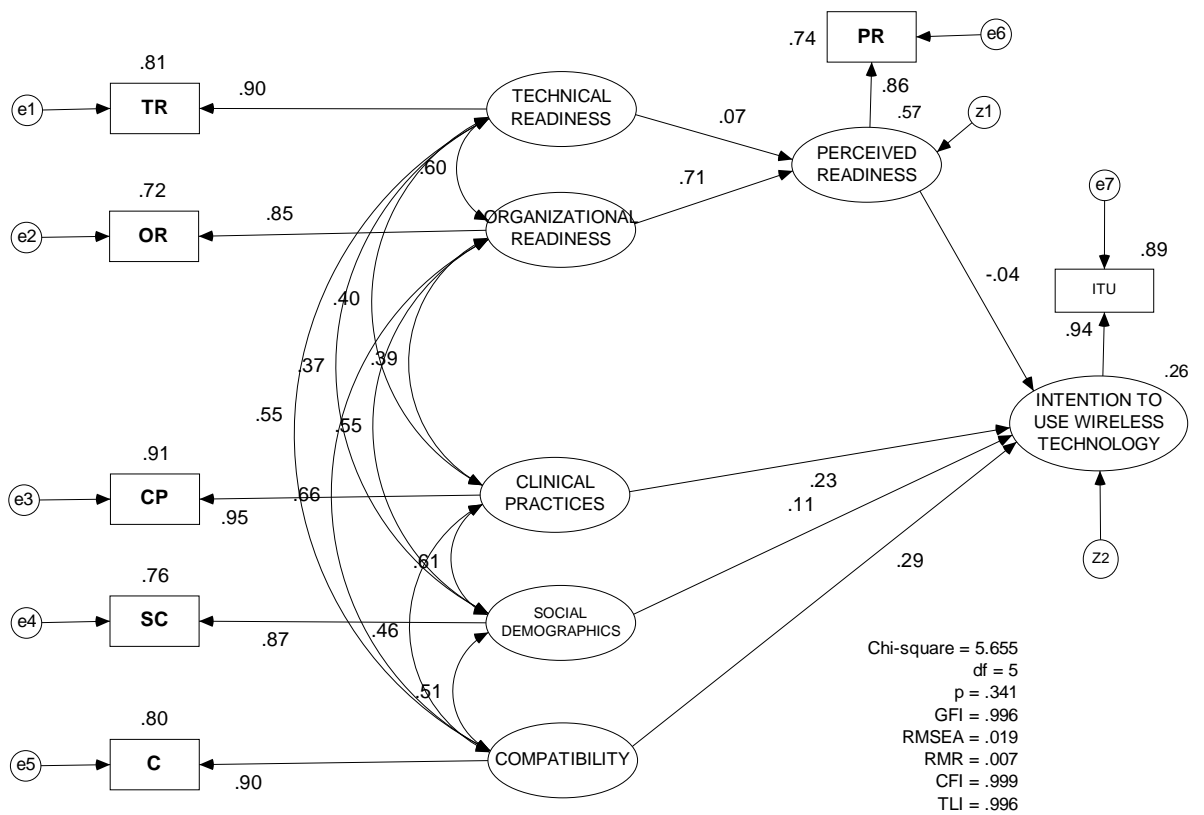 .74
PR
e6
.81
.86
.90
TECHNICAL
READINESS
.57
z1
e1
TR
.07
PERCEIVED
READINESS
.60
.71
e7
.72
.85
ORGANIZATIONAL
READINESS
e2
OR
.89
-.04
ITU
.40
.94
.37
.39
.26
INTENTION TO
USE WIRELESS
TECHNOLOGY
.55
.55
.91
CLINICAL
PRACTICES
.23
e3
CP
.66
.95
.11
.61
.29
Z2
.76
SOCIAL
DEMOGRAPHICS
e4
SC
.87
.46
Chi-square = 5.655
df = 5
p = .341
GFI = .996
RMSEA = .019
RMR = .007
CFI = .999
TLI = .996
.51
.80
COMPATIBILITY
e5
C
.90